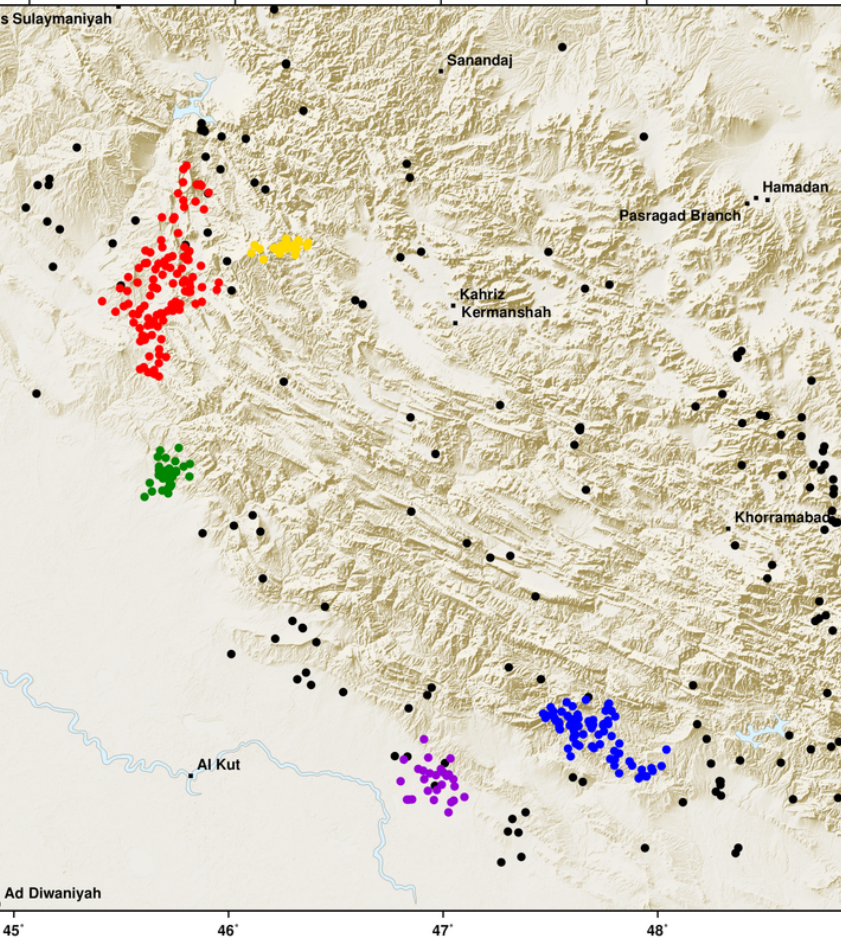 s Sulaymaniyah
Sanandaj
Hamadan
Pasragad Branch
Kahriz
Kermanshah
Khorramabad
Al Kut
Ad Diwaniyah
45°
46°
47°
48°